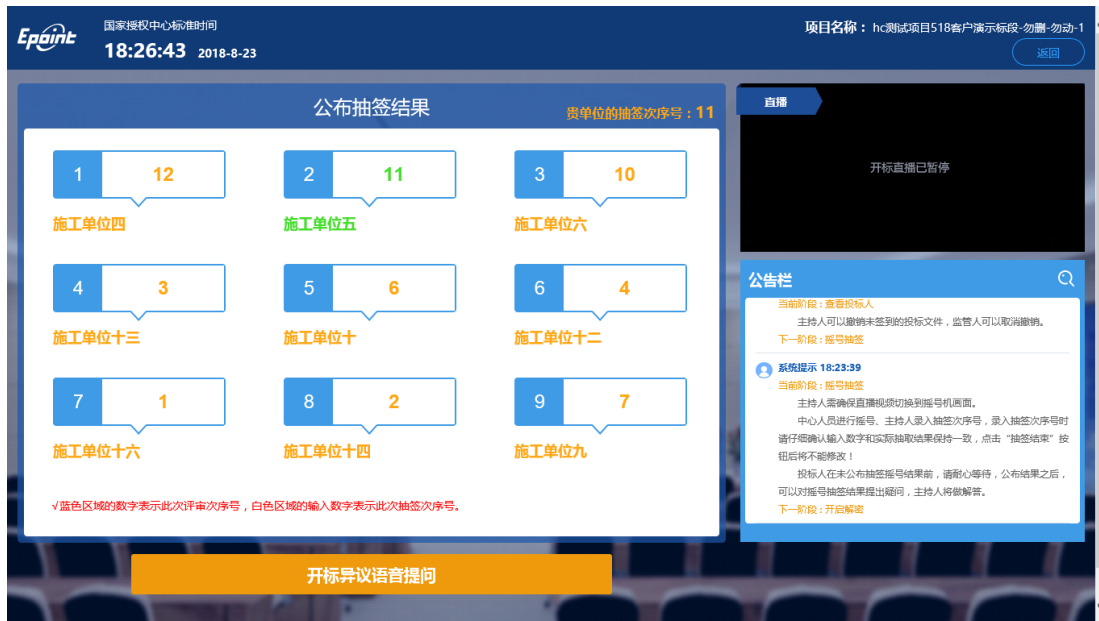 Epoint
国家授权中心标准时间
18:26:43 2018-8-23
项目名称：hc测试项目518客户演示标段-勿删-勿动-1
返回
公布抽签结果
贵单位的抽签次序号：11
1 12
施工单位四
2 11
施工单位五
3 10
施工单位六
4 3
施工单位十三
5 6
施工单位十
6 4
施工单位十二
7 1
施工单位十六
8 2
施工单位十四
9 7
施工单位九
√蓝色区域的数字表示此次评审次序号，白色区域的输入数字表示此次抽签次序号。
开标异议语音提问
直播
开标直播已暂停
公告栏
当前阶段：查看投标人
主持人可以撤销未签到的投标文件，监管人可以取消撤销。
下一阶段：摇号抽签
系统提示 18:23:39
当前阶段：摇号抽签
主持人需确保直播视频切换到摇号机画面。
中心人员进行摇号、主持人录入抽签次序号，录入抽签次序号时
请仔细确认输入数字和实际抽取结果保持一致，点击“抽签结束”按
钮后将不能修改！
投标人在未公布抽签摇号结果前，请耐心等待，公布结果之后，
可以对摇号抽签结果提出疑问，主持人将做解答。
下一阶段：开启解密